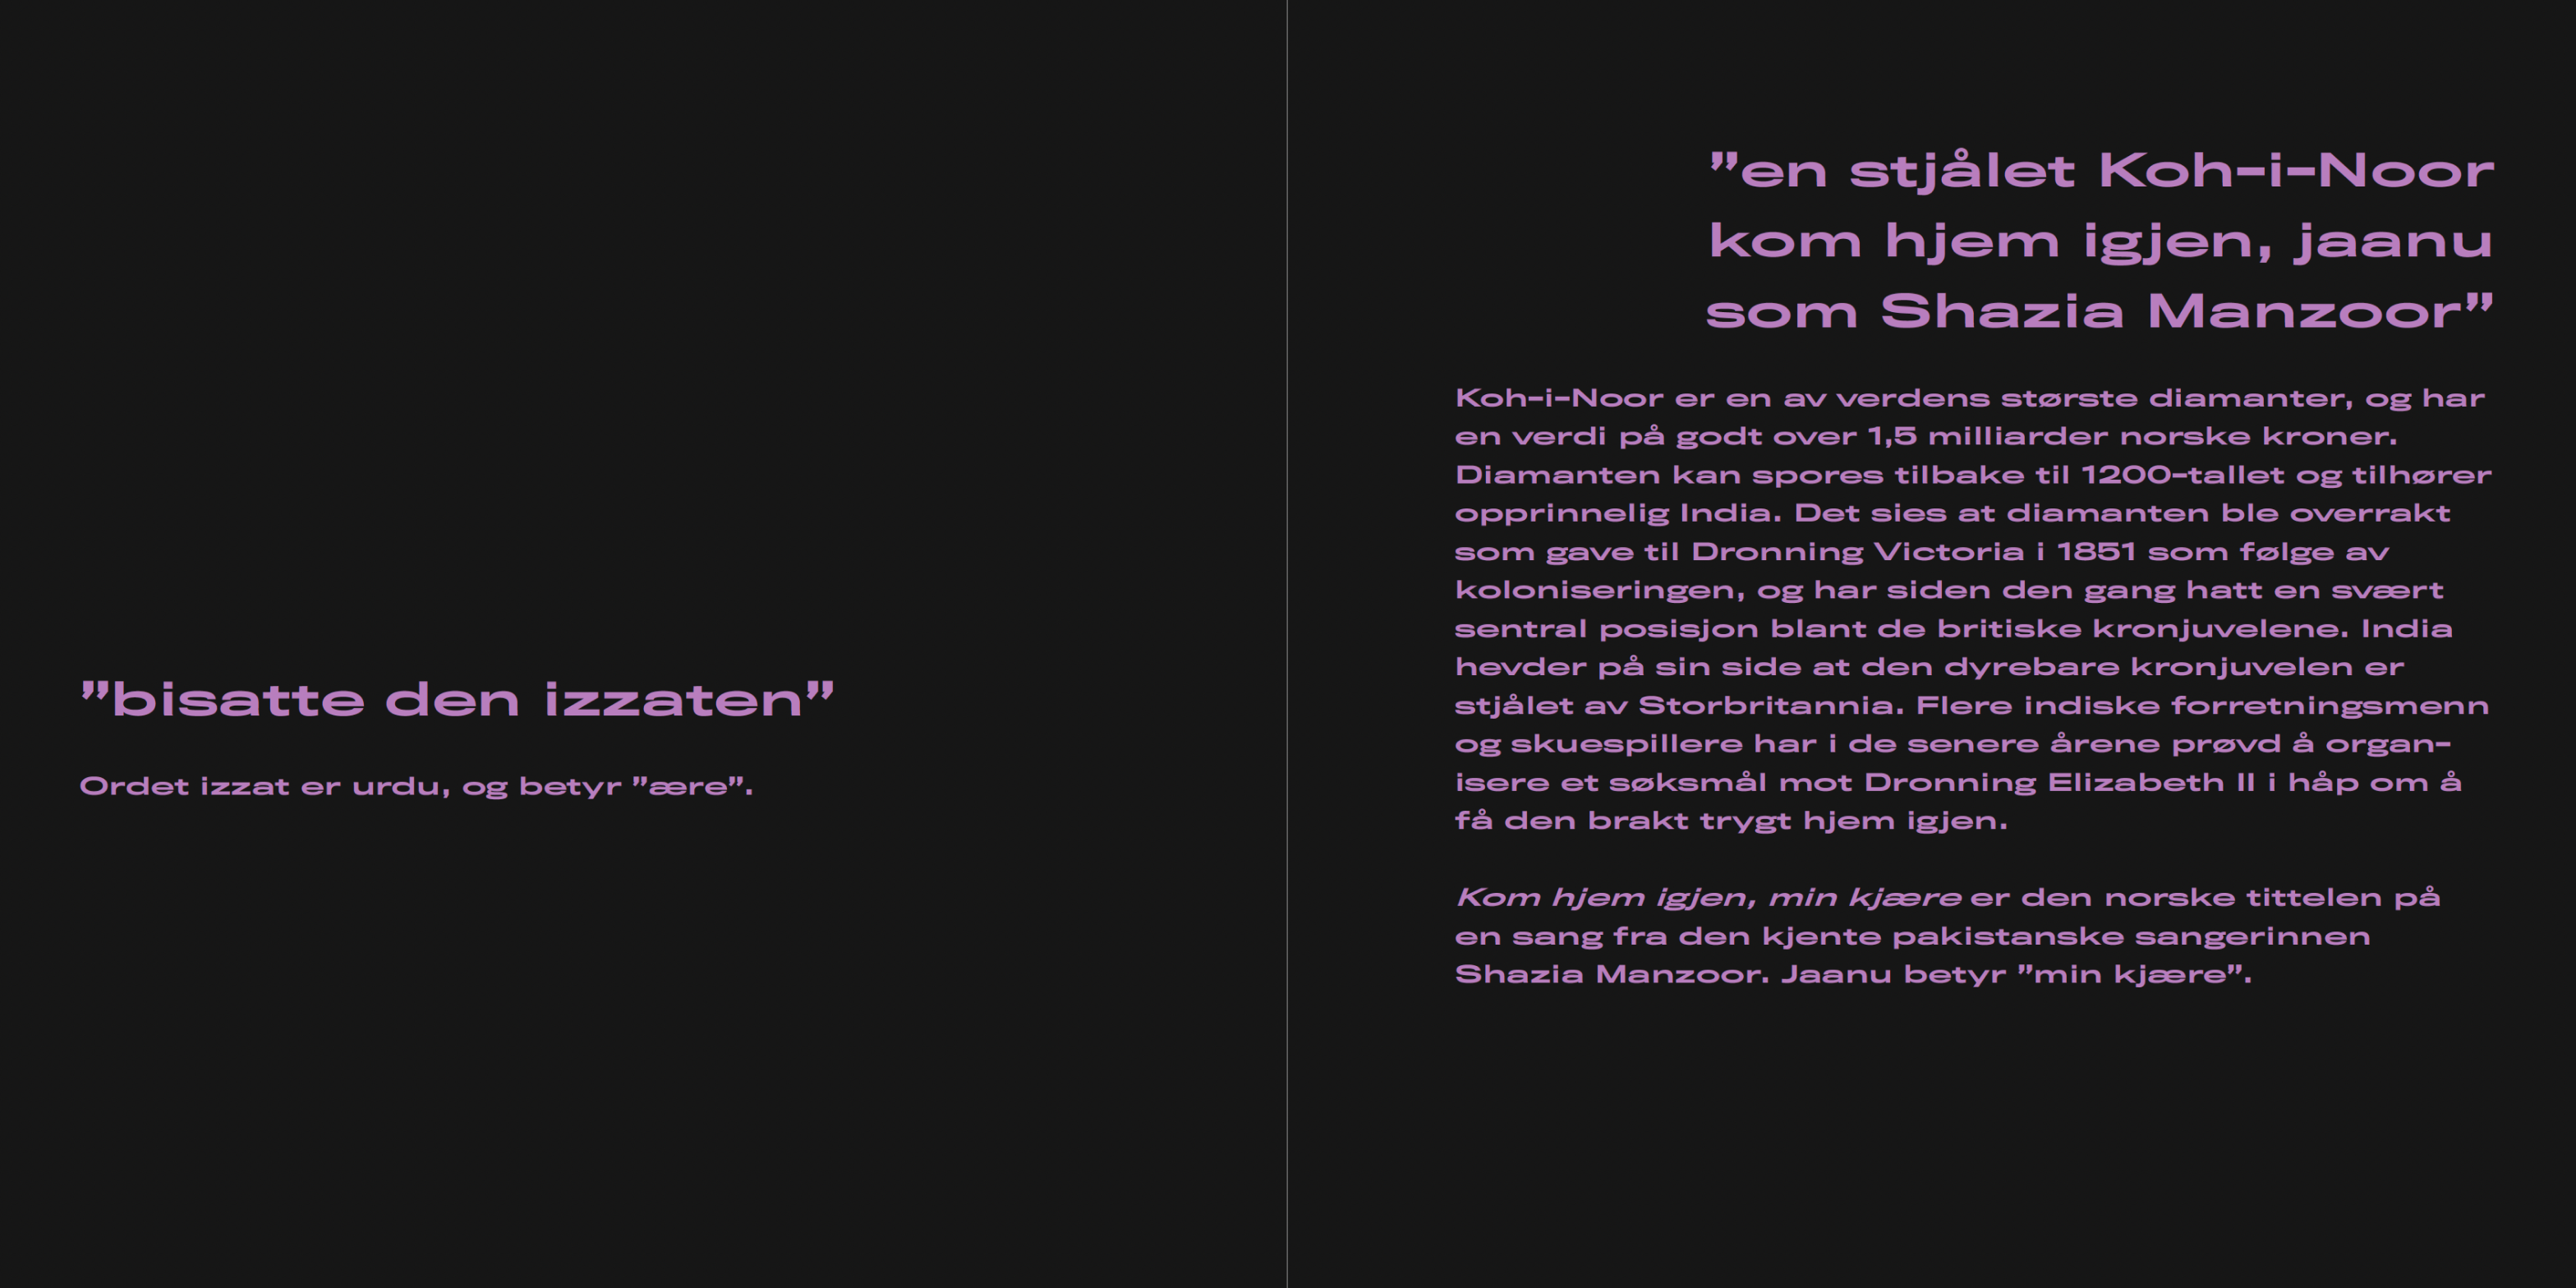 ”bisatte den izzaten”
Ordet izzat er urdu, og betyr ”ære”.
”en stjålet Koh-i-Noor
kom hjem igjen, jaanu
som Shazia Manzoor”
Koh-i-Noor er en av verdens største diamanter, og har
en verdi på godt over 1,5 milliarder norske kroner.
Diamanten kan spores tilbake til 1200-tallet og tilhører
opprinnelig India. Det sies at diamanten ble overrakt
som gave til Dronning Victoria i 1851 som følge av
koloniseringen, og har siden den gang hatt en svært
sentral posisjon blant de britiske kronjuvelene. India
hevder på sin side at den dyrebare kronjuvelen er
stjålet av Storbritannia. Flere indiske forretningsmenn
og skuespillere har i de senere årene prøvd å organ-
isere et søksmål mot Dronning Elizabeth II i håp om å
få den brakt trygt hjem igjen.
Kom hjem igjen, min kjære er den norske tittelen på
en sang fra den kjente pakistanske sangerinnen
Shazia Manzoor. Jaanu betyr ”min kjære”.